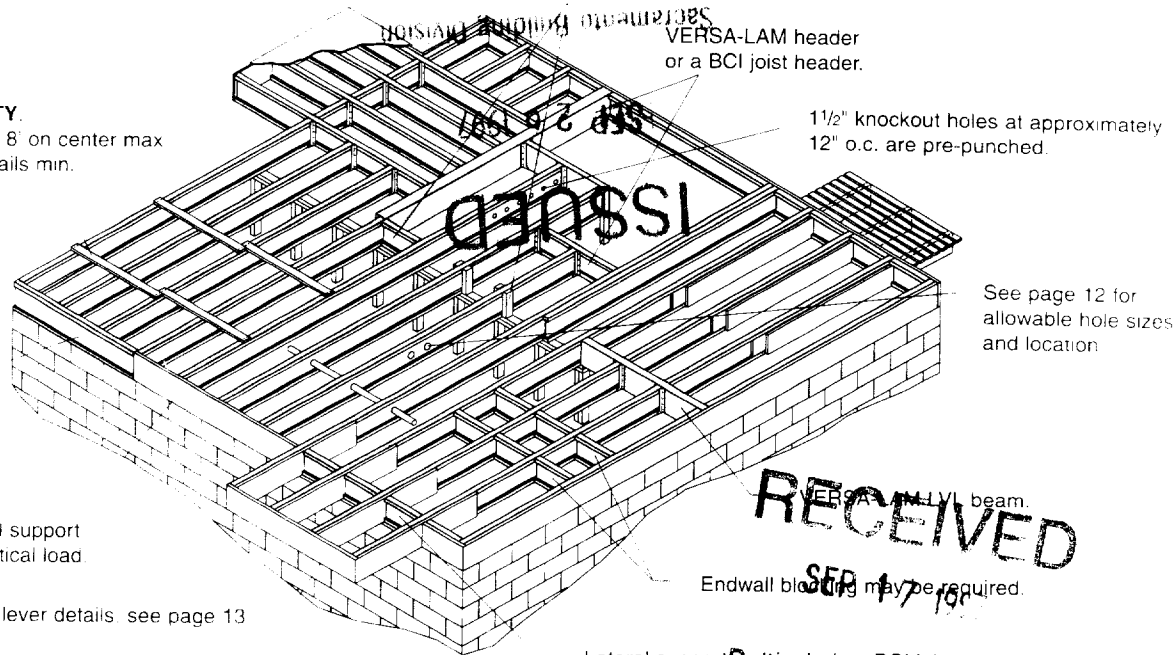 Sacramento Building Division
VERSA-LAM header
or a BCI joist header.
1 1/2" knockout holes at approximately
12" o.c. are pre-punched.
8' on center max
ails min.
SEP 2 6 1997
ISSUED
See page 12 for
allowable hole sizes
and location
VERSA-LAM LVL beam.
RECEIVED
support
tical load.
Endwall blocking may be required.
SEP 17
lever details. see page 13